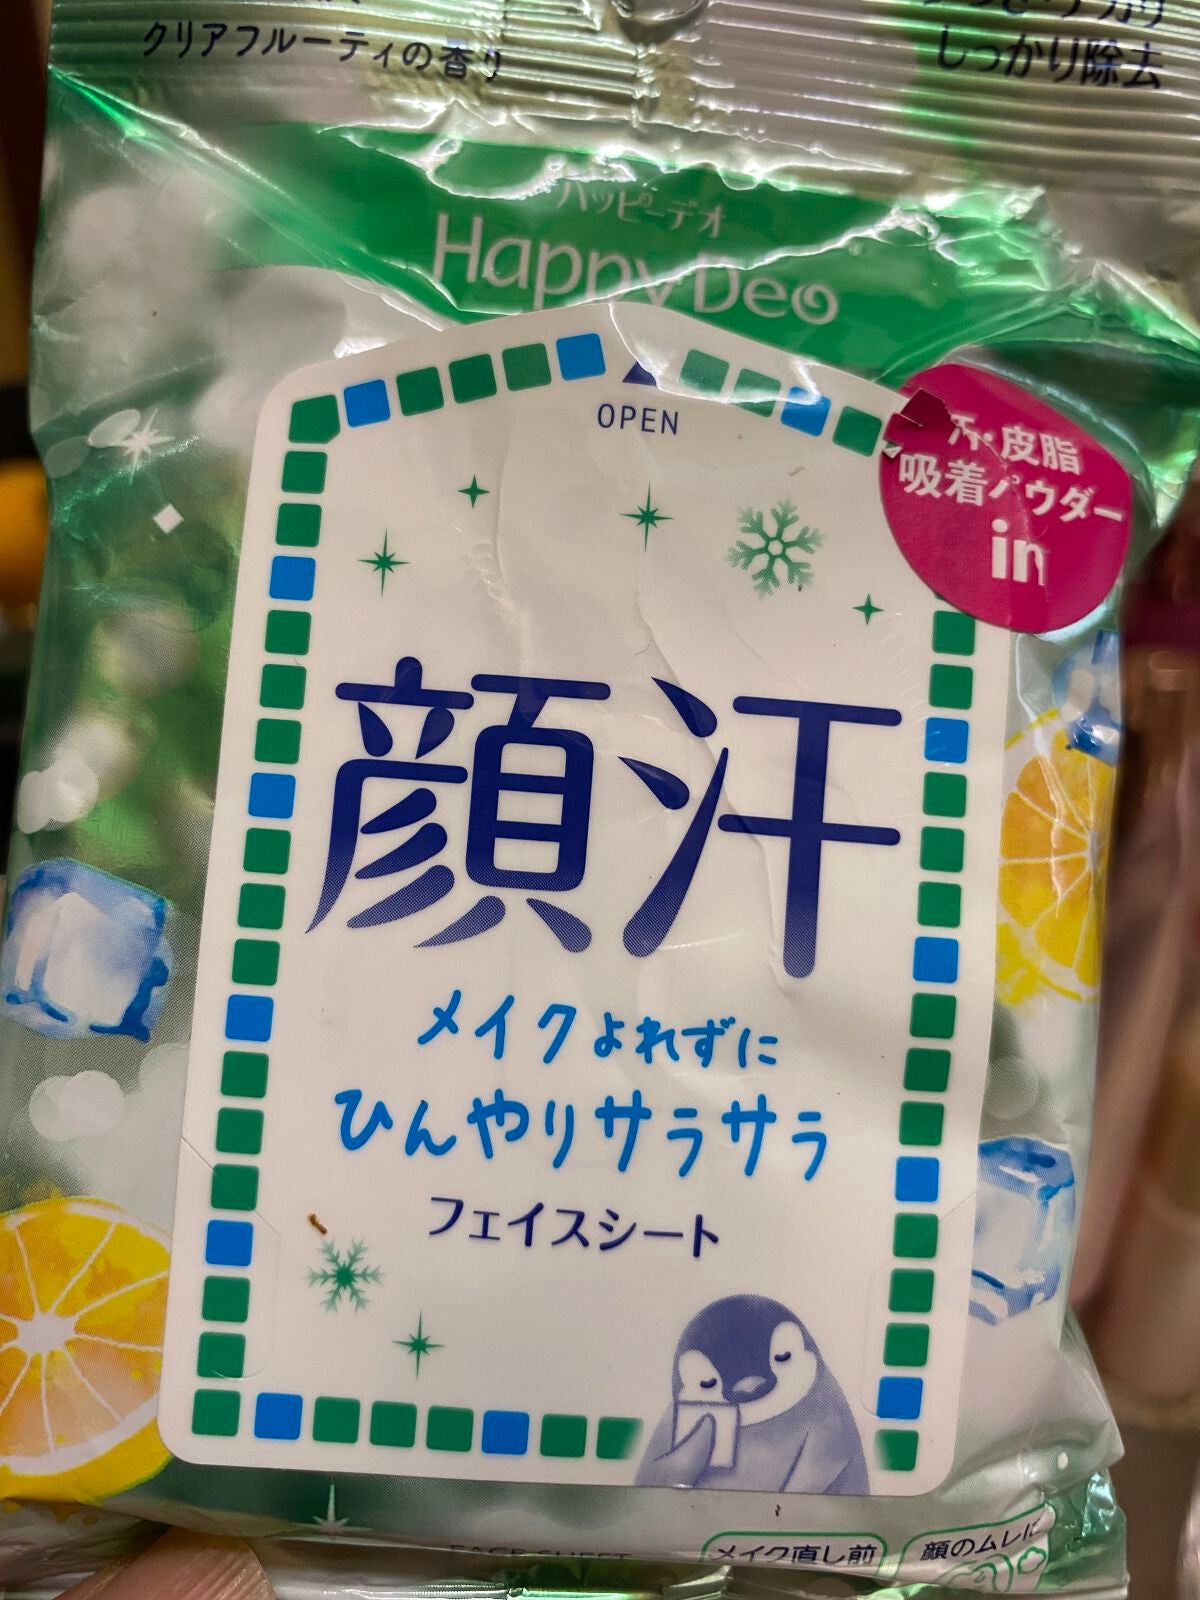 クリアフルーティの香り
しっかり除去
ハッピーデオ
Happy Deo
OPEN
汗・皮脂
吸着パウダー
in
顔汗
メイクよれずに
ひんやりサラサラ
フェイスシート
FACE SHEET
メイク直し前
顔のムレに